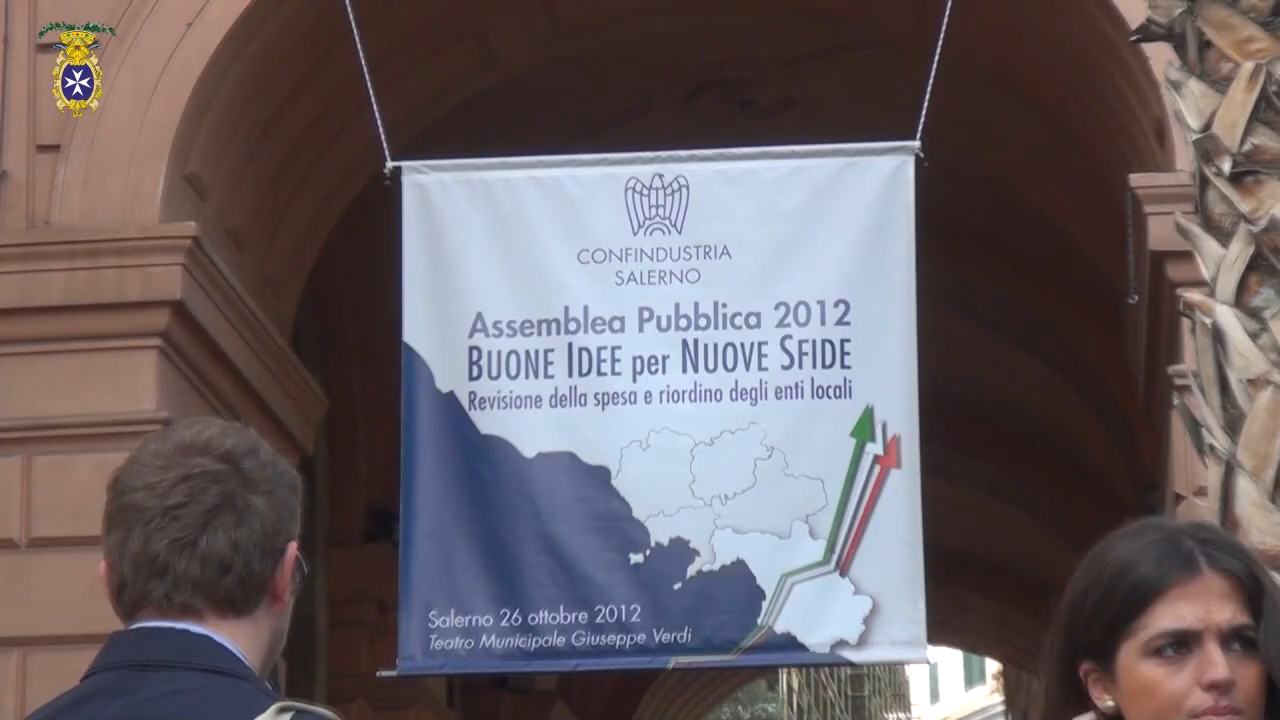 CONFINDUSTRIA
SALERNO
Assemblea Pubblica 2012
BUONE IDEE per NUOVE SFIDE
Revisione della spesa e riordino degli enti locali
Salerno 26 ottobre 2012
Teatro Municipale Giuseppe Verdi